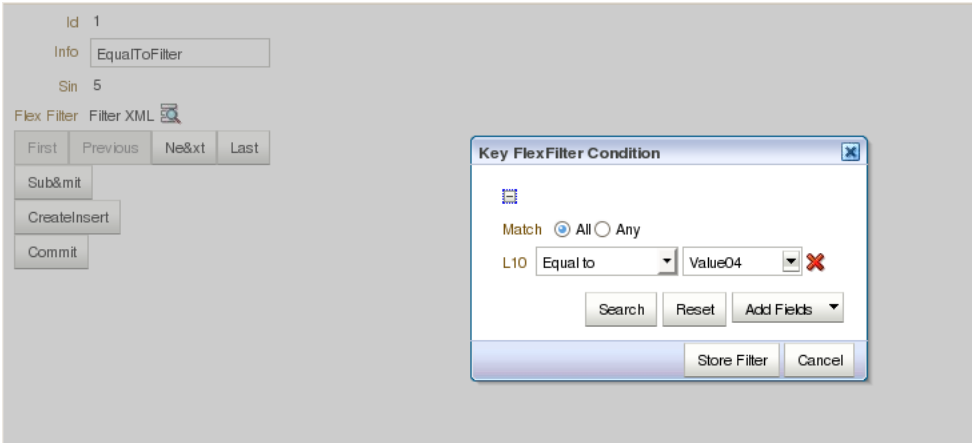 Id 1
Info EqualToFilter
Sin 5
Flex Filter Filter XML
First Previous Ne&xt Last
Sub&mit
CreateInsert
Commit
Key FlexFilter Condition
Match All Any
L10 Equal to Value04
Search Reset Add Fields
Store Filter Cancel